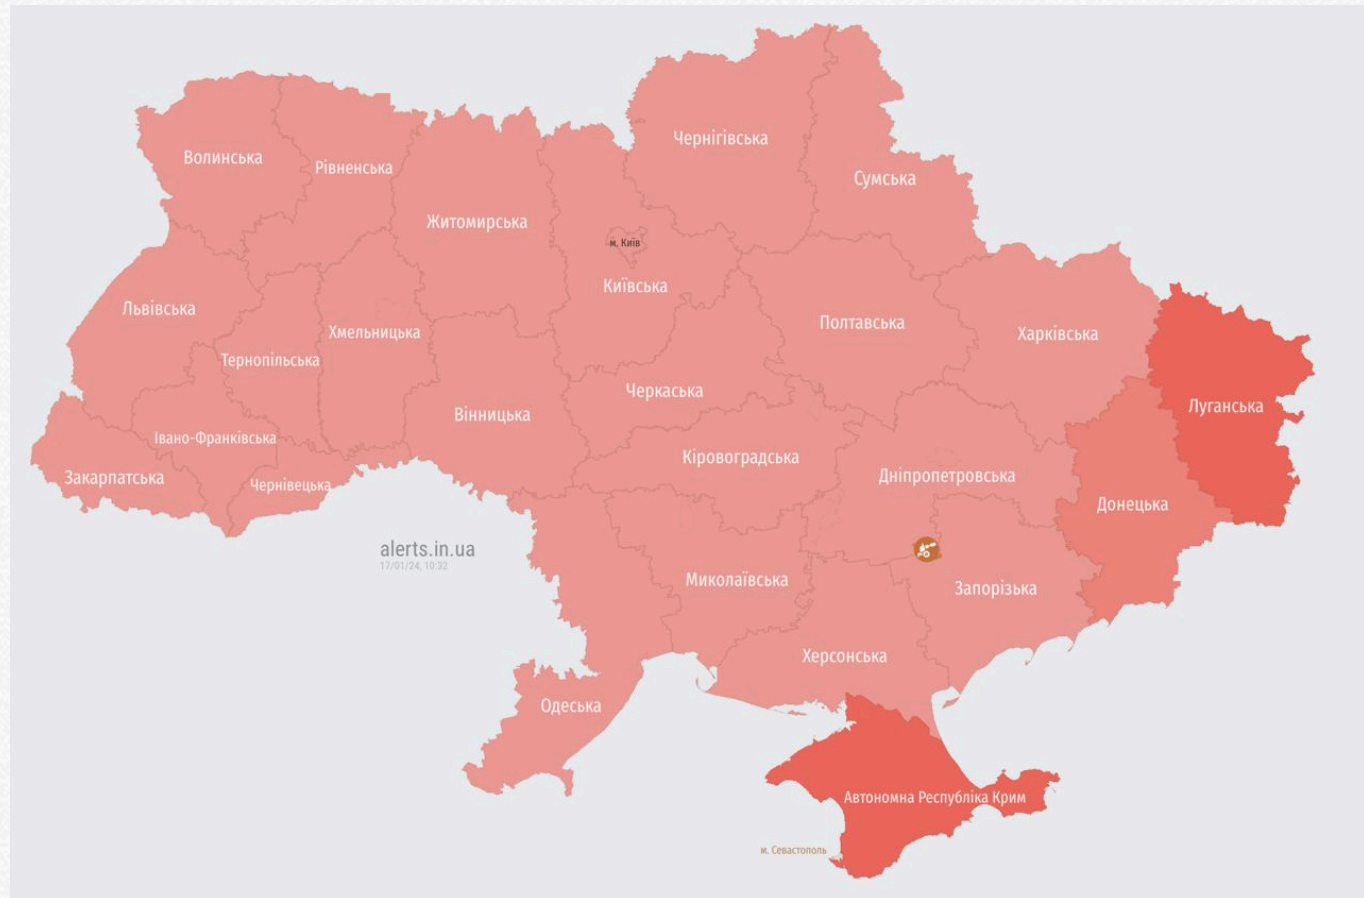 Чернігівська
Волинська
Рівненська
Сумська
Житомирська
м. Київ
Київська
Львівська
Полтавська
Хмельницька
Харківська
Тернопільська
Черкаська
Луганська
Вінницька
Івано-Франківська
Кіровоградська
Закарпатська
Дніпропетровська
Чернівецька
Донецька
alerts.in.ua
17/01/24, 10:32
Миколаївська
Запорізька
Херсонська
Одеська
Автономна Республіка Крим
м. Севастополь